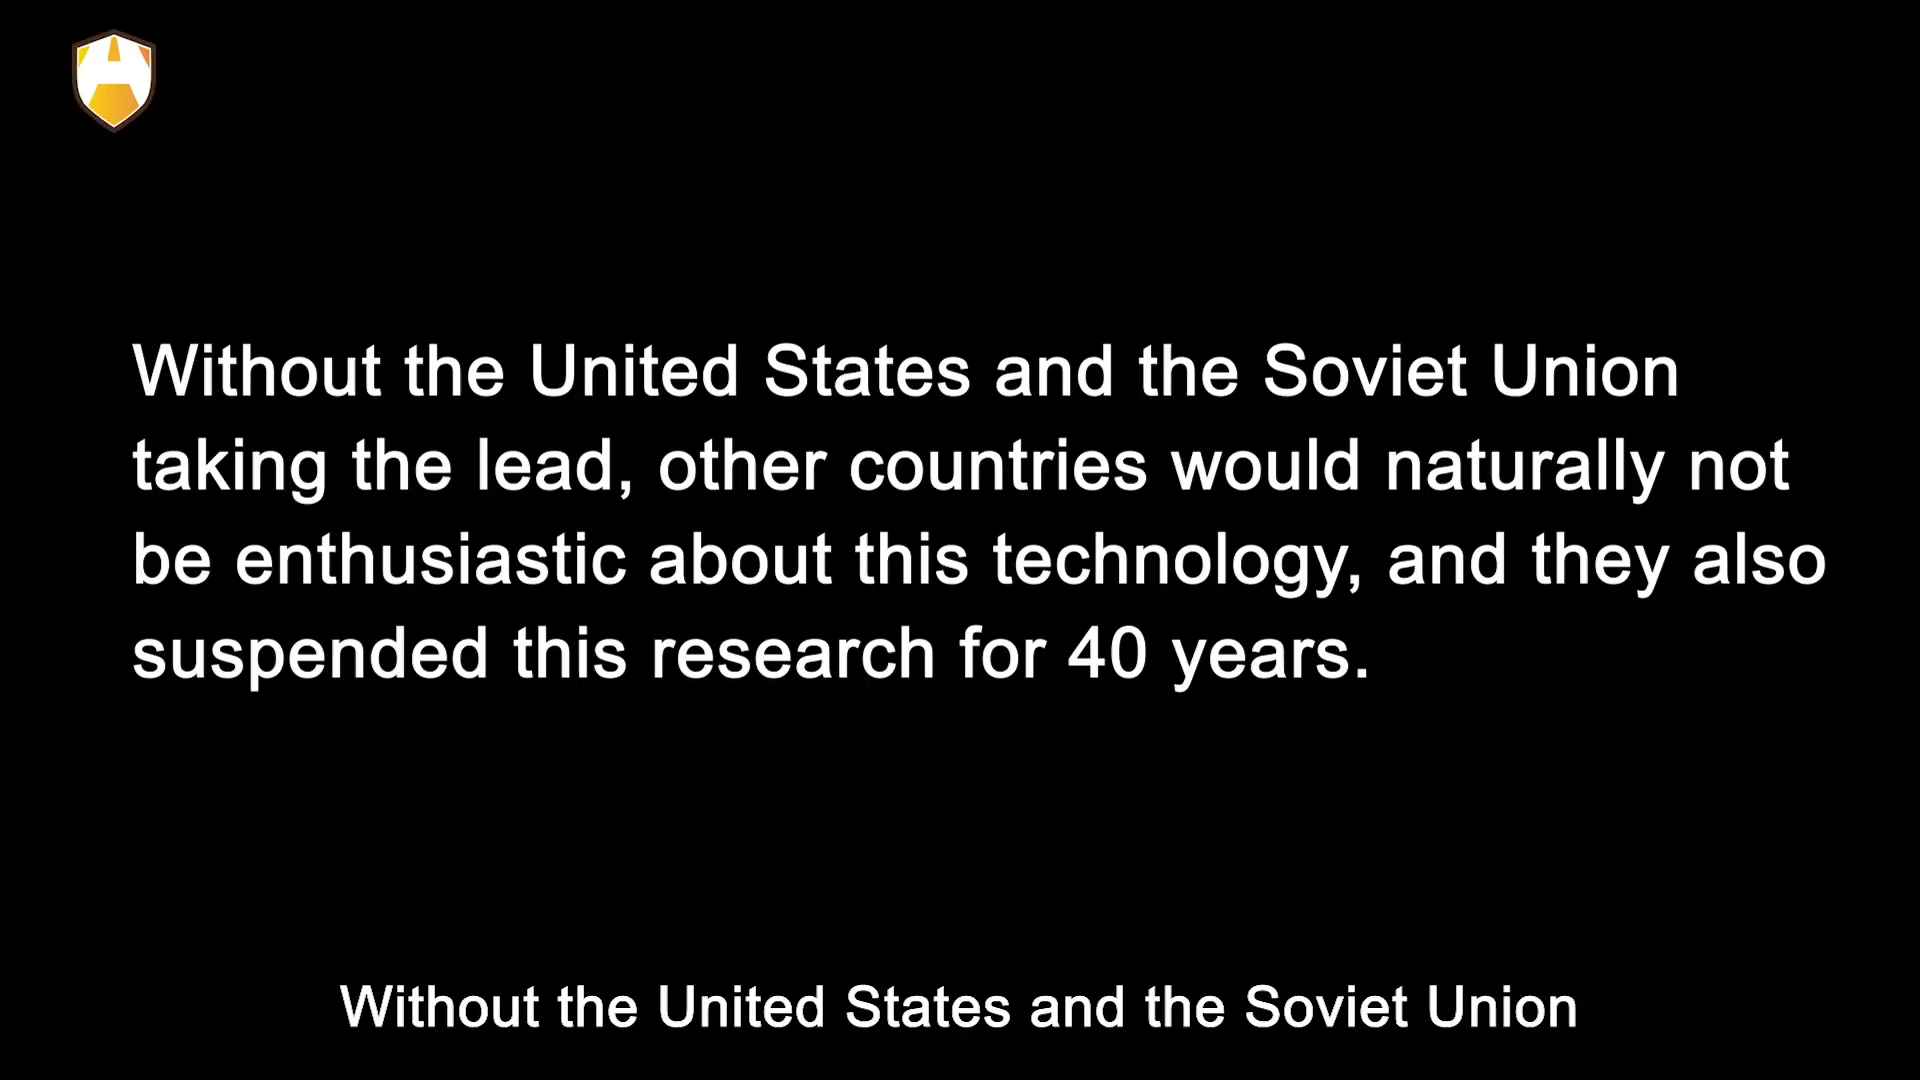 Without the United States and the Soviet Union
taking the lead, other countries would naturally not
be enthusiastic about this technology, and they also
suspended this research for 40 years.
Without the United States and the Soviet Union